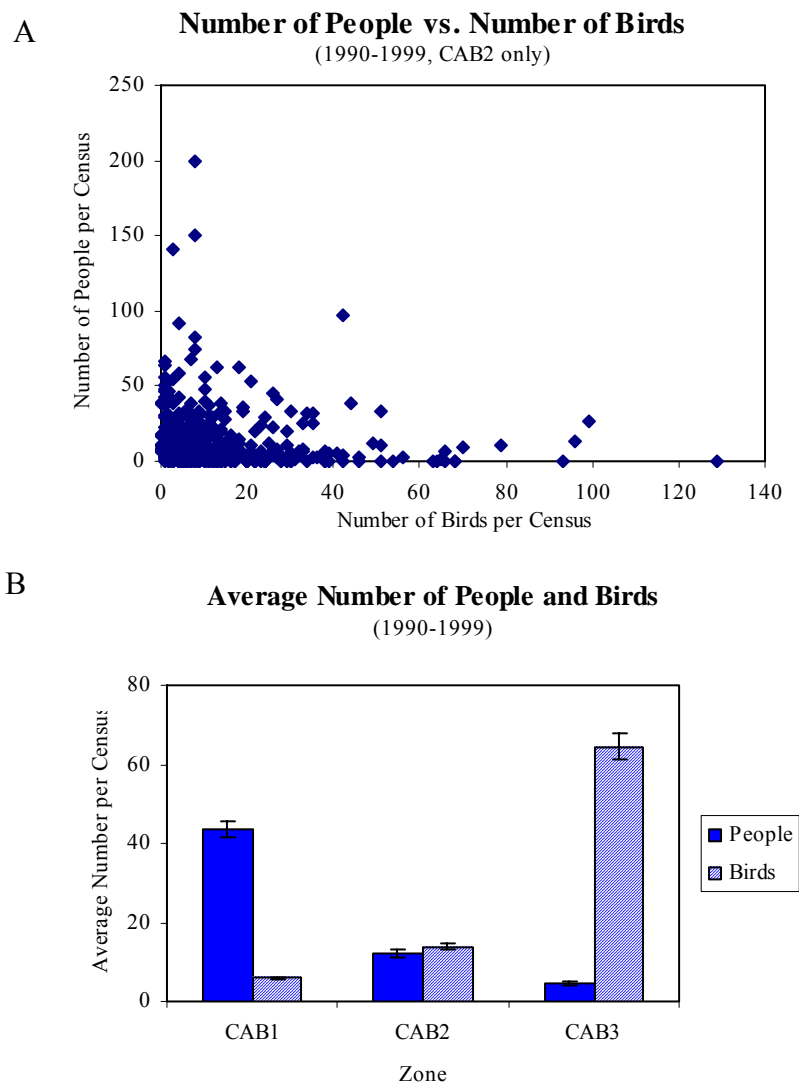 A
Number of People vs. Number of Birds
(1990-1999, CAB2 only)
250
200
150
100
50
0
Number of People per Census
0 20 40 60 80 100 120 140
Number of Birds per Census
B
Average Number of People and Birds
(1990-1999)
80
60
40
20
0
Average Number per Census
CAB1 CAB2 CAB3
Zone
People
Birds